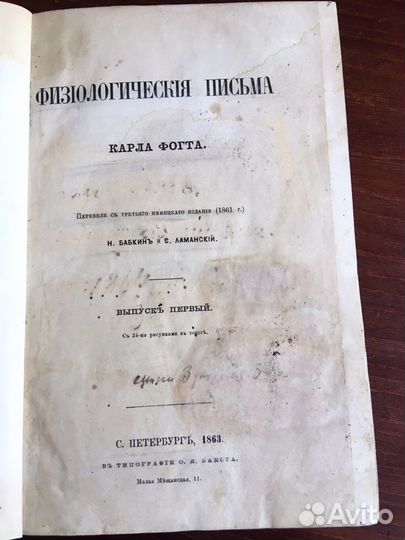 ФИЗІОЛОГИЧЕСКІЯ ПИСЬМА
КАРЛА ФОГТА.
Перевели съ третьяго нѣмецкаго изданія (1861 г.)
Н. БАБКИНЪ и С. ЛАМАНСКІЙ.
ВЫПУСКЪ ПЕРВЫЙ.
Съ 34-мя рисунками въ текстѣ.
С. ПЕТЕРБУРГЪ, 1863.
ВЪ ТИПОГРАФІИ О. И. БАКСТА.
Малая Мѣщанская, 11.
Avito